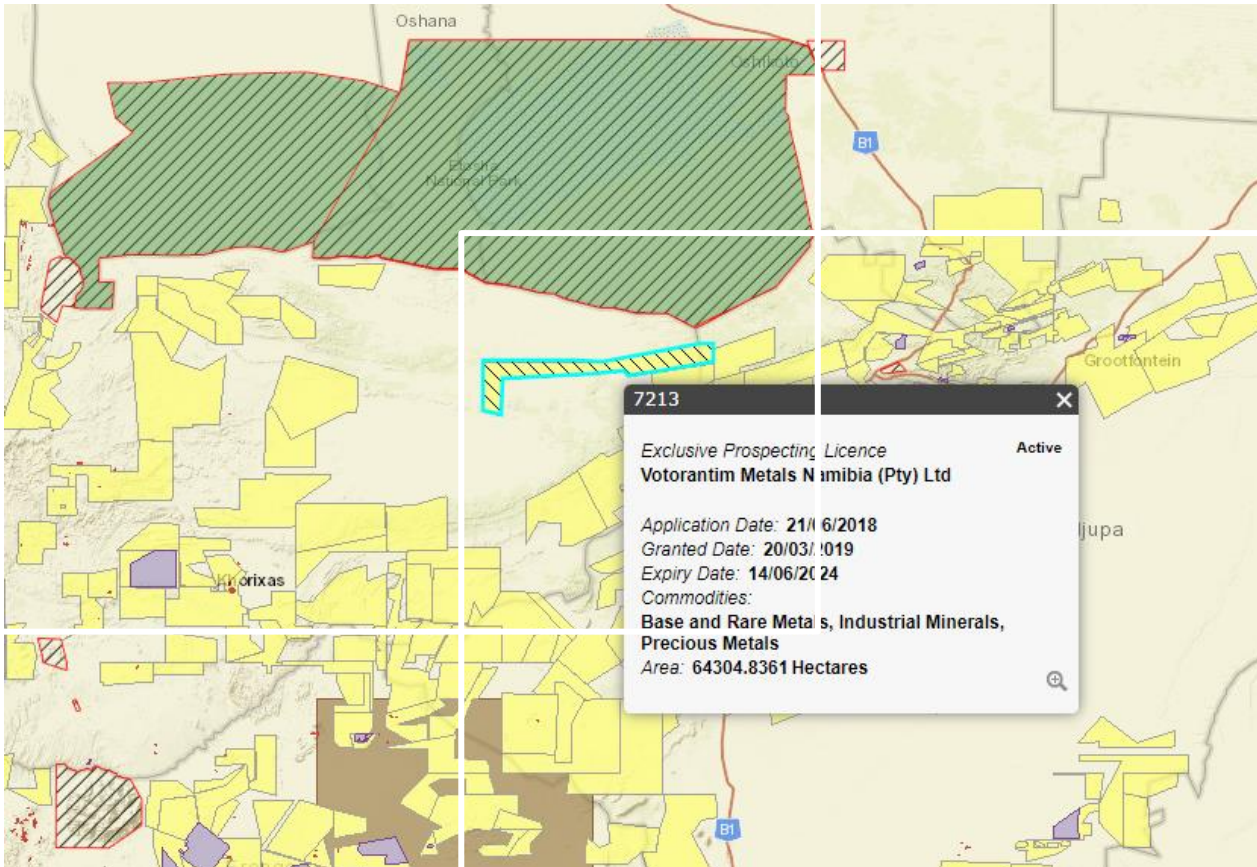 Oshana
Oshikoto
B1
Etosha
National Park
Grootfontein
7213
Exclusive Prospecting Licence
Active
Votorantim Metals Namibia (Pty) Ltd
Application Date: 21/06/2018
Granted Date: 20/03/2019
Expiry Date: 14/06/2024
Commodities:
Base and Rare Metals, Industrial Minerals,
Precious Metals
Area: 64304.8361 Hectares
jupa
Khorixas
B1